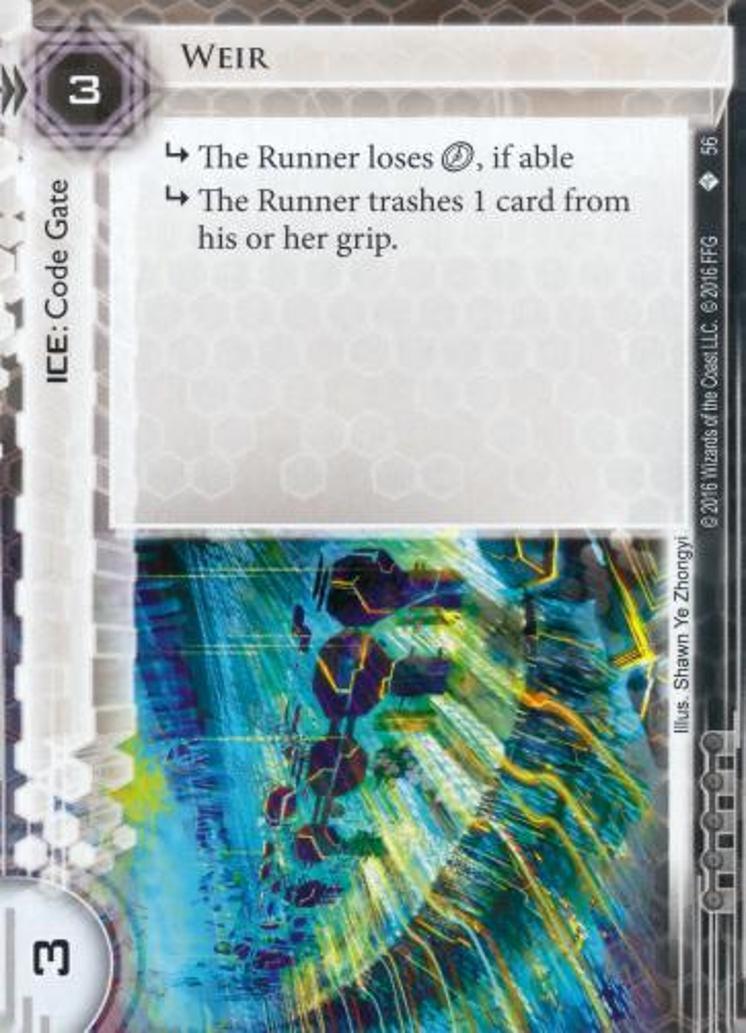 3
WEIR
↳ The Runner loses, if able
↳ The Runner trashes 1 card from
his or her grip.
ICE: Code Gate
56
© 2016 Wizards of the Coast LLC. © 2016 FFG
Illus. Shawn Ye Zhongyi
3